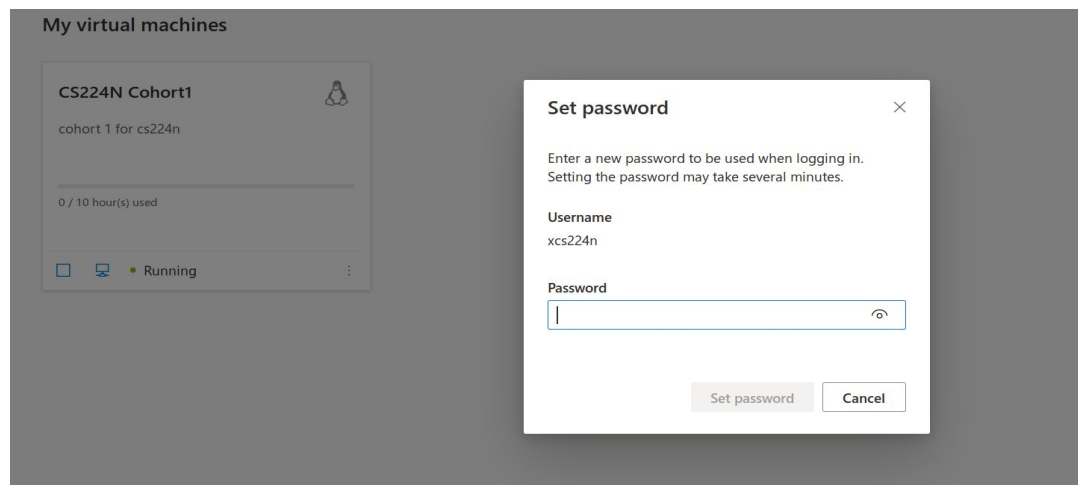 My virtual machines
CS224N Cohort1
cohort 1 for cs224n
0 / 10 hour(s) used
Running
Set password
Enter a new password to be used when logging in.
Setting the password may take several minutes.
Username
xcs224n
Password
Set password
Cancel